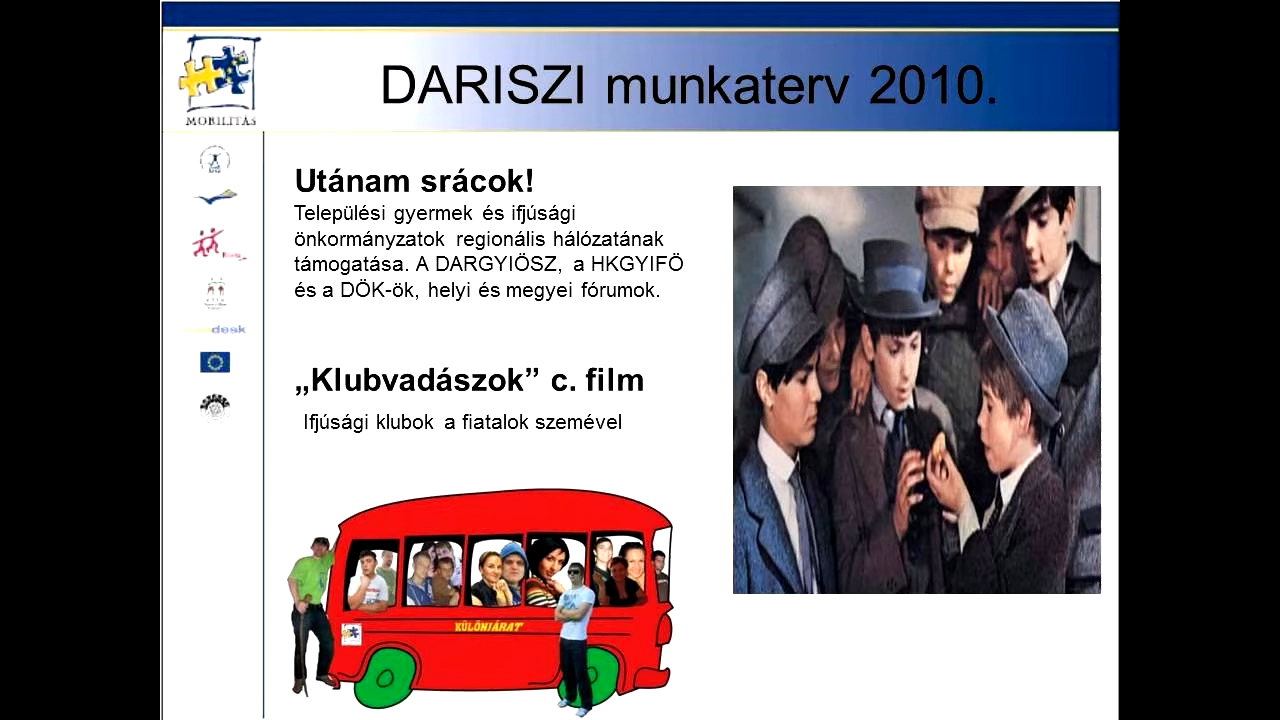 DARISZI munkaterv 2010.
MOBILITÁS
Utánam srácok!
Települési gyermek és ifjúsági
önkormányzatok regionális hálózatának
támogatása. A DARGYIÖSZ, a HKGYIFÖ
és a DÖK-ök, helyi és megyei fórumok.
„Klubvadászok” c. film
Ifjúsági klubok a fiatalok szemével
KÜLÖNJÁRAT
desk